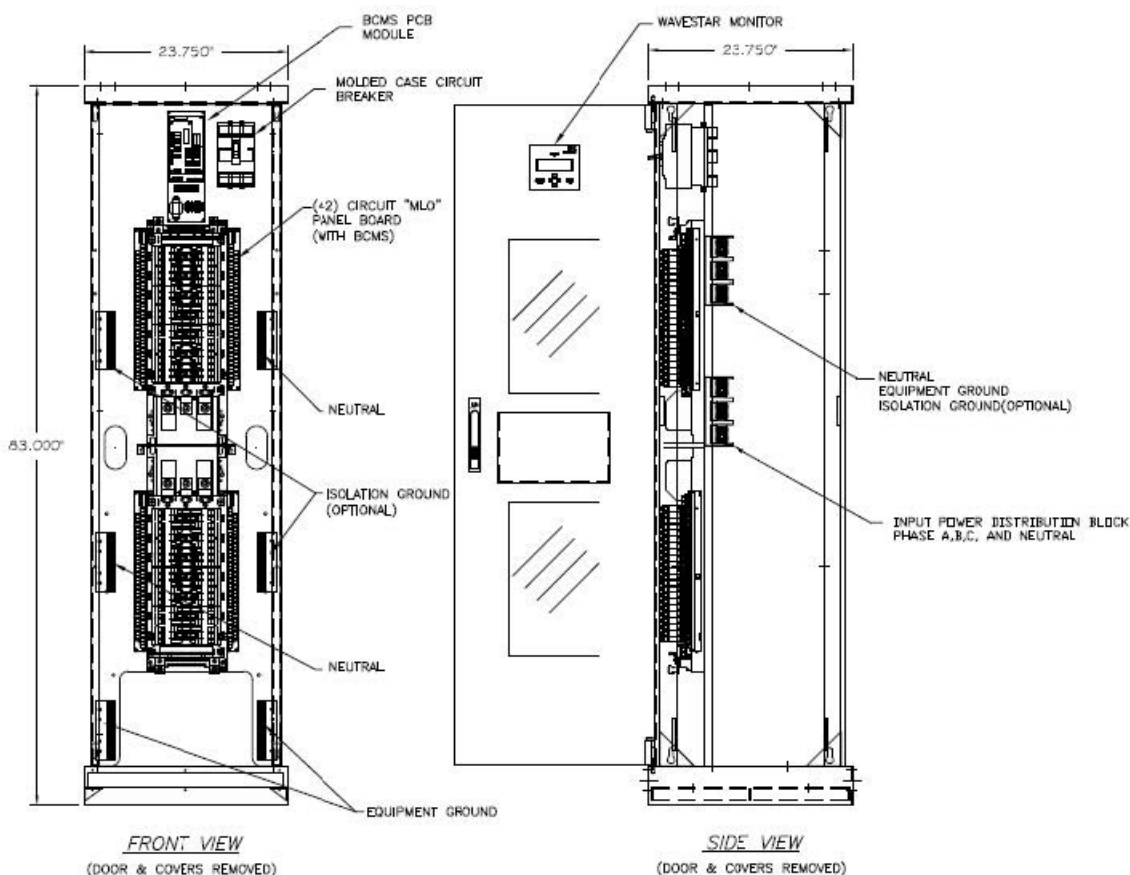 BCMS PCB
MODULE
23.750"
MOLDED CASE CIRCUIT
BREAKER
(42) CIRCUIT "MLO"
PANEL BOARD
(WITH BCMS)
NEUTRAL
83.000"
ISOLATION GROUND
(OPTIONAL)
NEUTRAL
EQUIPMENT GROUND
FRONT VIEW
(DOOR & COVERS REMOVED)
WAVESTAR MONITOR
23.750"
NEUTRAL
EQUIPMENT GROUND
ISOLATION GROUND(OPTIONAL)
INPUT POWER DISTRIBUTION BLOCK
PHASE A,B,C, AND NEUTRAL
SIDE VIEW
(DOOR & COVERS REMOVED)